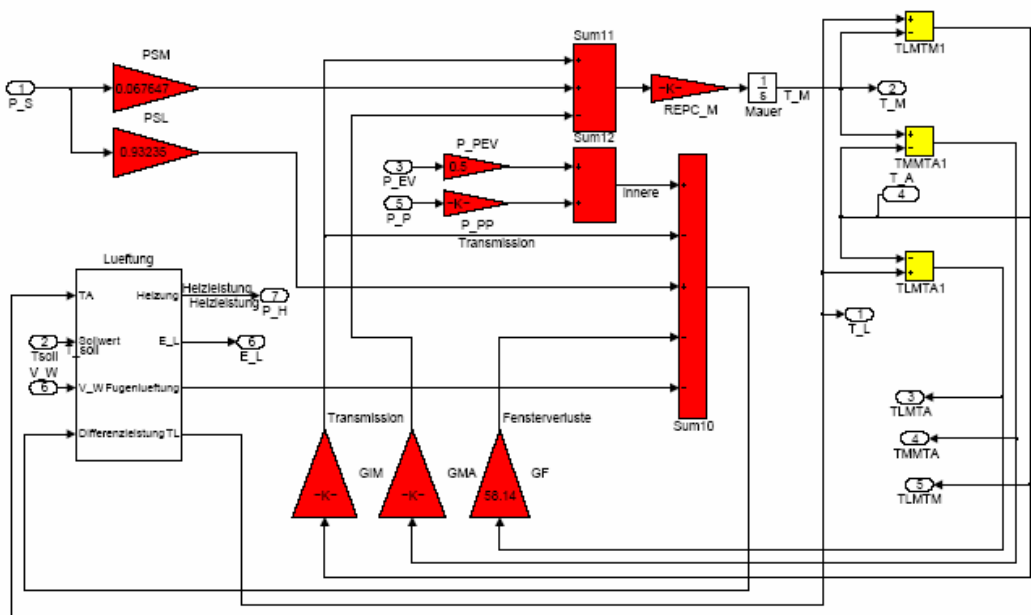 Sum11
TLMTM1
PSM
1
0.067647
P_S
-K-
REPC_M
1
s
Mauer
T_M
2
T_M
PSL
0.93235
Sum12
P_PEV
3
0.5
P_EV
TMMTA1
T_A
4
Innere
5
-K-
P_P
P_PP
Transmission
Lueftung
TLMTA1
TA
Heizung
Heizleistung
Heizleistung
7
P_H
1
T_L
2
Sollwert
Tsoll
T_soll
E_L
6
E_L
V_W
6
V_W
Fugenlueftung
3
TLMTA
Differenzleistung
TL
Transmission
Fensterverluste
Sum10
4
TMMTA
GIM
GMA
GF
-K-
-K-
58.14
5
TLMTM